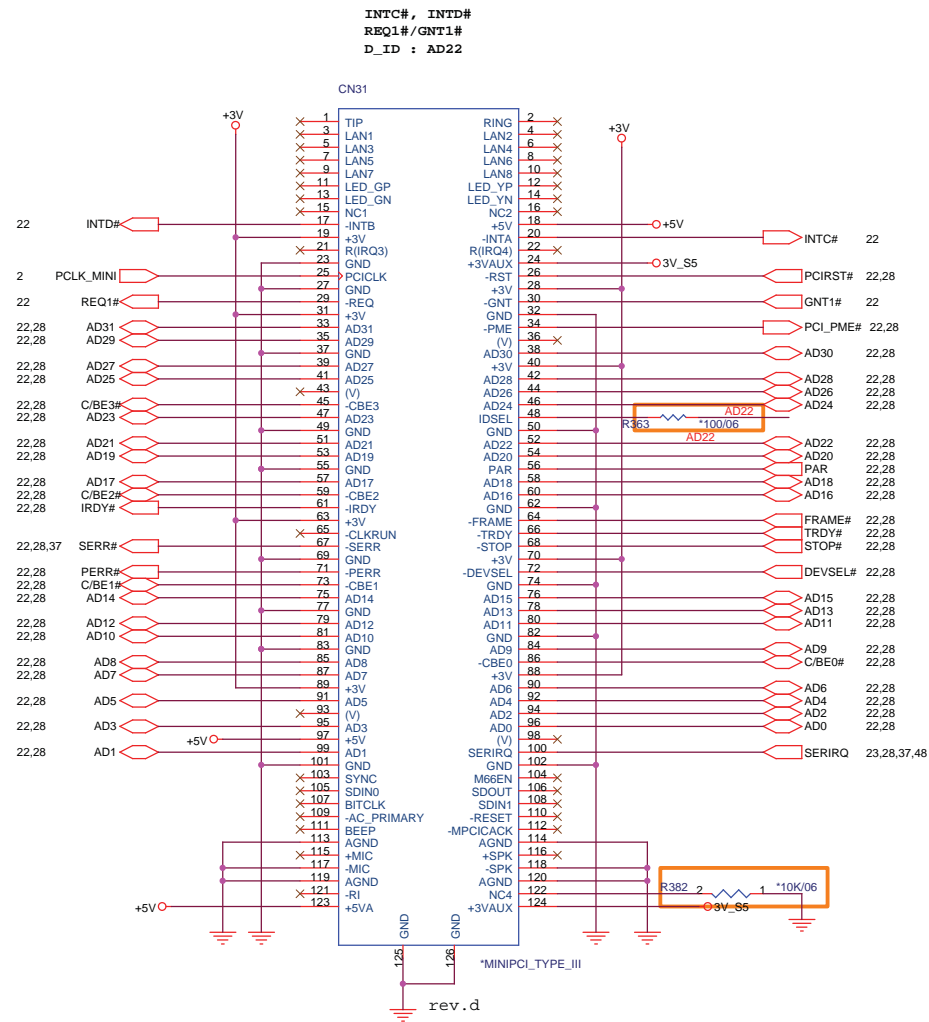 INTC#, INTD#
REQ1#/GNT1#
D_ID : AD22
CN31
+3V
+3V
1 TIP RING 2
3 LAN1 LAN2 4
5 LAN3 LAN4 6
7 LAN5 LAN6 8
9 LAN7 LAN8 10
11 LED_GP LED_YP 12
13 LED_GN LED_YN 14
15 NC1 NC2 16
22 INTD# 17 -INTB +5V 18 +5V
19 +3V -INTA 20 INTC# 22
21 R(IRQ3) R(IRQ4) 22
23 GND +3VAUX 24 3V_S5
2 PCLK_MINI 25 PCICLK -RST 26 PCIRST# 22,28
27 GND +3V 28
22 REQ1# 29 -REQ -GNT 30 GNT1# 22
31 +3V GND 32
22,28 AD31 33 AD31 -PME 34 PCI_PME# 22,28
22,28 AD29 35 AD29 (V) 36
37 GND AD30 38 AD30 22,28
22,28 AD27 39 AD27 +3V 40
22,28 AD25 41 AD25 AD28 42 AD28 22,28
43 (V) AD26 44 AD26 22,28
22,28 C/BE3# 45 -CBE3 AD24 46 AD24 22,28
22,28 AD23 47 AD23 IDSEL 48 R363 *100/06 AD22
49 GND GND 50 AD22
22,28 AD21 51 AD21 AD22 52 AD22 22,28
22,28 AD19 53 AD19 AD20 54 AD20 22,28
55 GND PAR 56 PAR 22,28
22,28 AD17 57 AD17 AD18 58 AD18 22,28
22,28 C/BE2# 59 -CBE2 AD16 60 AD16 22,28
22,28 IRDY# 61 -IRDY GND 62
63 +3V -FRAME 64 FRAME# 22,28
65 -CLKRUN -TRDY 66 TRDY# 22,28
22,28,37 SERR# 67 -SERR -STOP 68 STOP# 22,28
69 GND +3V 70
22,28 PERR# 71 -PERR -DEVSEL 72 DEVSEL# 22,28
22,28 C/BE1# 73 -CBE1 GND 74
22,28 AD14 75 AD14 AD15 76 AD15 22,28
77 GND AD13 78 AD13 22,28
22,28 AD12 79 AD12 AD11 80 AD11 22,28
22,28 AD10 81 AD10 GND 82
83 GND AD9 84 AD9 22,28
22,28 AD8 85 AD8 -CBE0 86 C/BE0# 22,28
22,28 AD7 87 AD7 +3V 88
89 +3V AD6 90 AD6 22,28
22,28 AD5 91 AD5 AD4 92 AD4 22,28
93 (V) AD2 94 AD2 22,28
22,28 AD3 95 AD3 AD0 96 AD0 22,28
+5V 97 +5V (V) 98
22,28 AD1 99 AD1 SERIRQ 100 SERIRQ 23,28,37,48
101 GND GND 102
103 SYNC M66EN 104
105 SDIN0 SDOUT 106
107 BITCLK SDIN1 108
109 -AC_PRIMARY -RESET 110
111 BEEP -MPCICACK 112
113 AGND AGND 114
115 +MIC +SPK 116
117 -MIC -SPK 118
119 AGND AGND 120
121 -RI NC4 122 R382 2 1 *10K/06
+5V 123 +5VA +3VAUX 124 3V_S5
GND GND
125 126
*MINIPCI_TYPE_III
rev.d